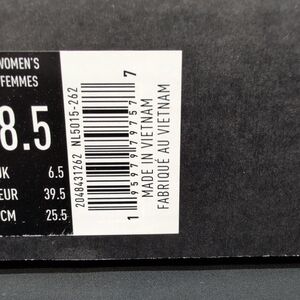 WOMEN'S
FEMMES
8.5
UK 6.5
EUR 39.5
CM 25.5
2048431262 NL5015-262
1 95979 79757 7
MADE IN VIETNAM
FABRIQUÉ AU VIETNAM